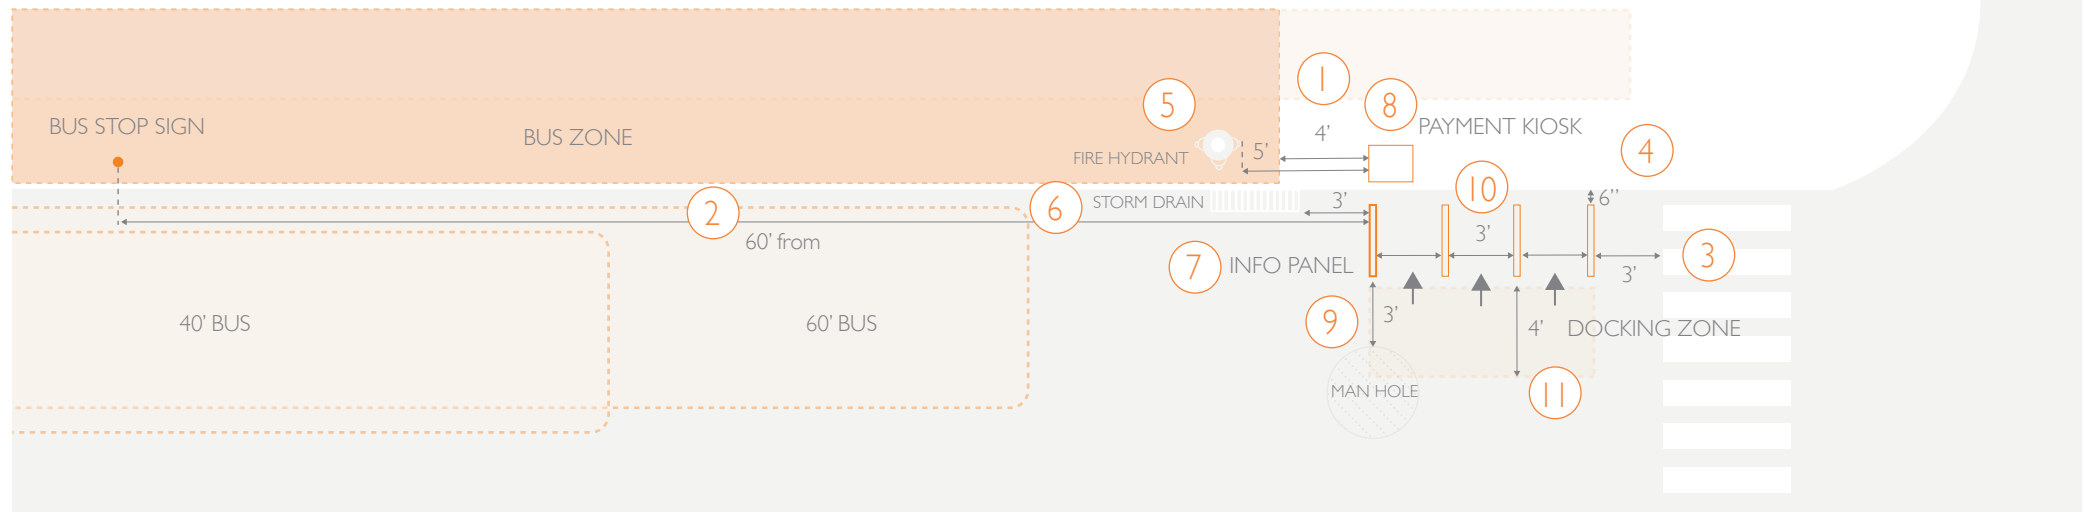 1
5
8
BUS STOP SIGN
BUS ZONE
4’
PAYMENT KIOSK
4
FIRE HYDRANT
5’
10
2
6
STORM DRAIN
3’
6’’
60’ from
3’
3
7
INFO PANEL
3’
40’ BUS
60’ BUS
9
3’
4’
DOCKING ZONE
MAN HOLE
11